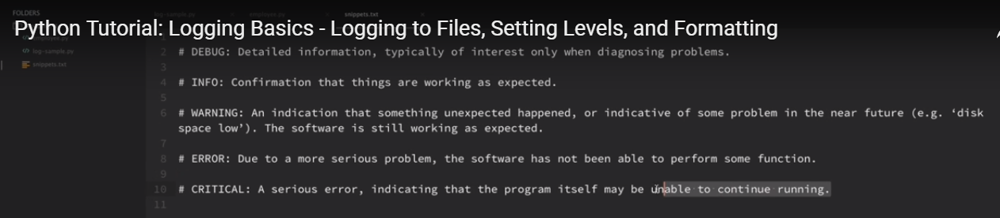 FOLDERS
log-sample.py
employee.py
snippets.txt
Python Tutorial: Logging Basics - Logging to Files, Setting Levels, and Formatting
log-sample.py
snippets.txt
2 # DEBUG: Detailed information, typically of interest only when diagnosing problems.
3
4 # INFO: Confirmation that things are working as expected.
5
6 # WARNING: An indication that something unexpected happened, or indicative of some problem in the near future (e.g. ‘disk
space low’). The software is still working as expected.
7
8 # ERROR: Due to a more serious problem, the software has not been able to perform some function.
9
10 # CRITICAL: A serious error, indicating that the program itself may be unable to continue running.
11